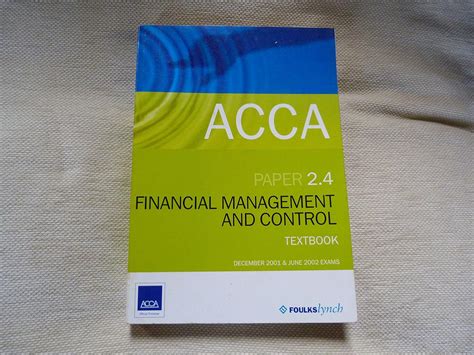 ACCA
PAPER 2.4
FINANCIAL MANAGEMENT
AND CONTROL
TEXTBOOK
DECEMBER 2001 & JUNE 2002 EXAMS
ACCA
FOULKSlynch